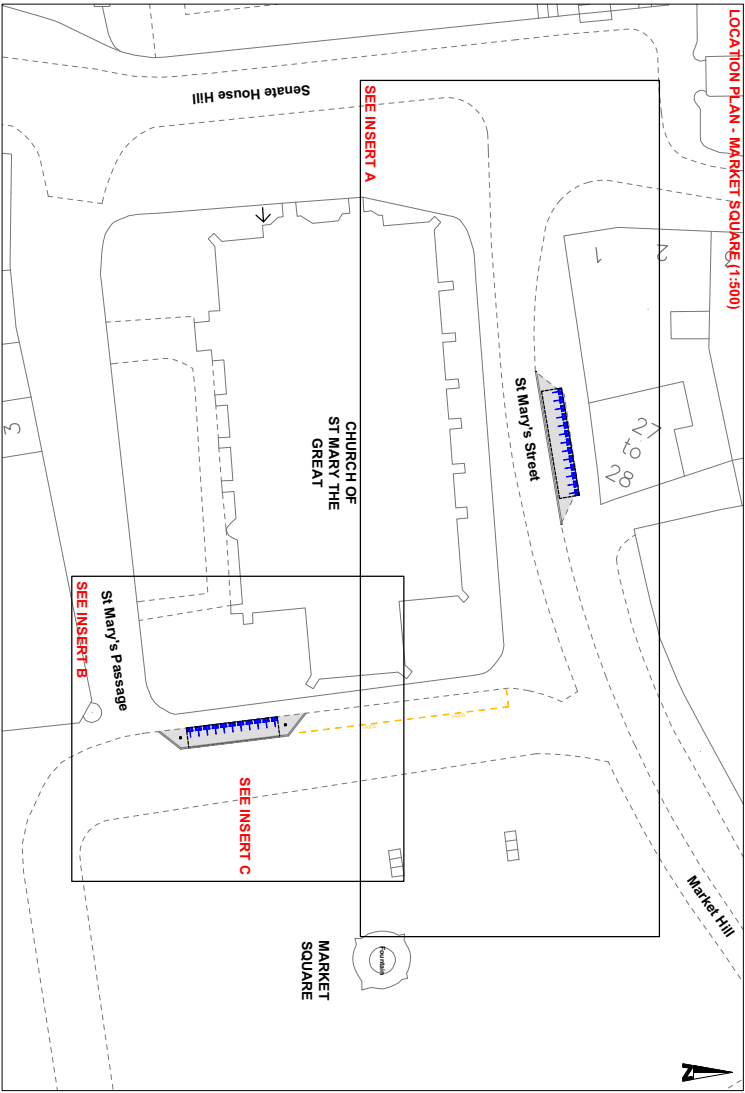 LOCATION PLAN - MARKET SQUARE (1:500)
3
2
1
27
to
28
Market Hill
N
St Mary's Street
SEE INSERT A
Senate House Hill
CHURCH OF
ST MARY THE
GREAT
Fountain
MARKET
SQUARE
SEE INSERT C
St Mary's Passage
SEE INSERT B
3